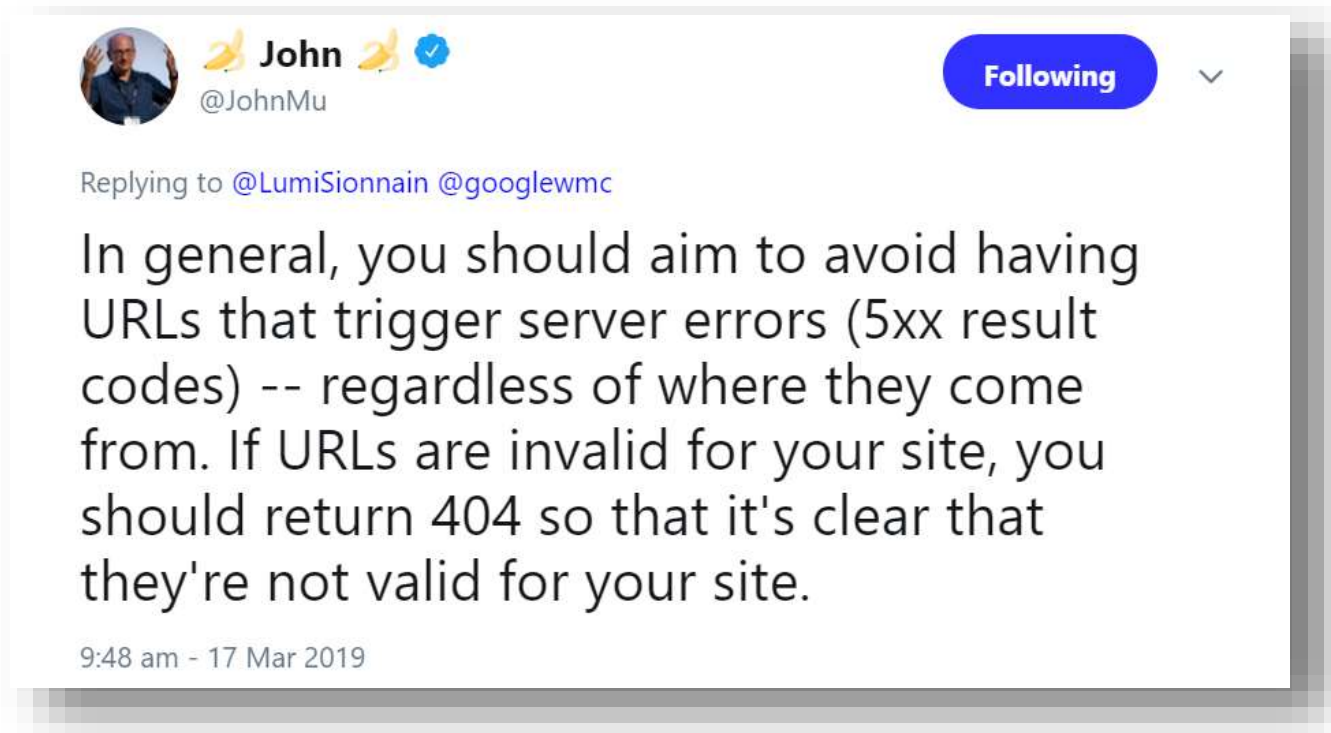 🍌 John 🍌
@JohnMu
Following
Replying to @LumiSionnain @googlewmc
In general, you should aim to avoid having
URLs that trigger server errors (5xx result
codes) -- regardless of where they come
from. If URLs are invalid for your site, you
should return 404 so that it's clear that
they're not valid for your site.
9:48 am - 17 Mar 2019